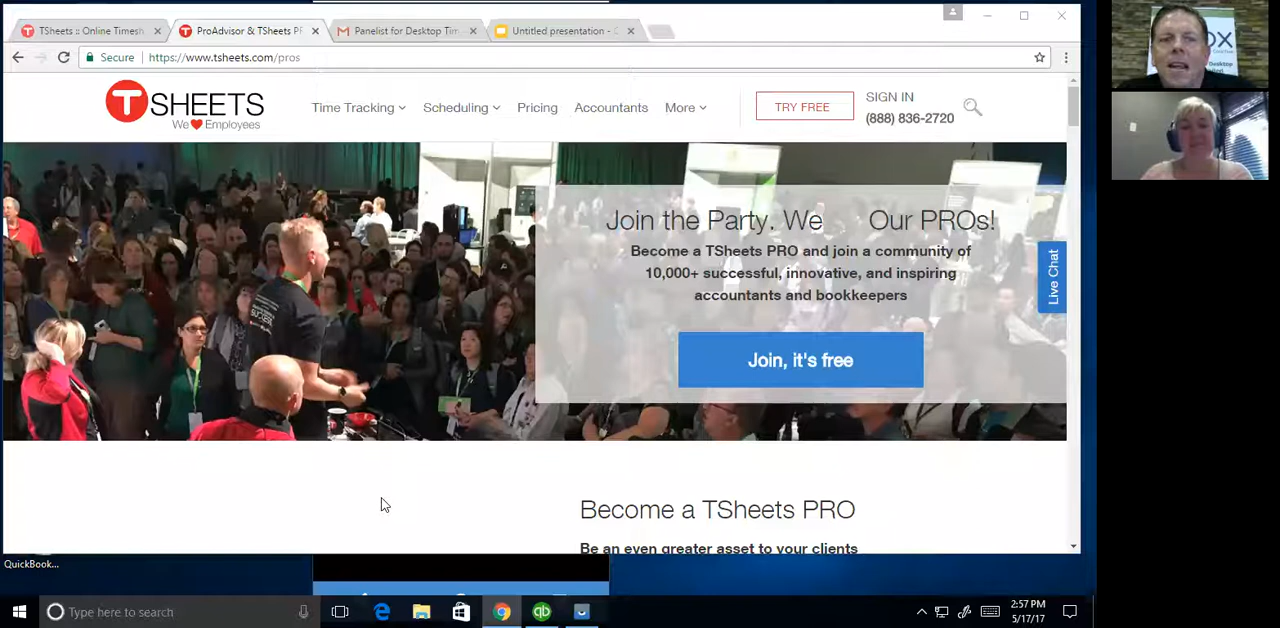 TSheets :: Online Timesh
ProAdvisor & TSheets PR
Panelist for Desktop Tim
Untitled presentation - G
Secure
https://www.tsheets.com/pros
TSHEETS
We Employees
Time Tracking
Scheduling
Pricing
Accountants
More
TRY FREE
SIGN IN
(888) 836-2720
Join the Party. We Our PROs!
Become a TSheets PRO and join a community of
10,000+ successful, innovative, and inspiring
accountants and bookkeepers
Join, it's free
Live Chat
Become a TSheets PRO
Be an even greater asset to your clients
QuickBook...
Type here to search
2:57 PM
5/17/17